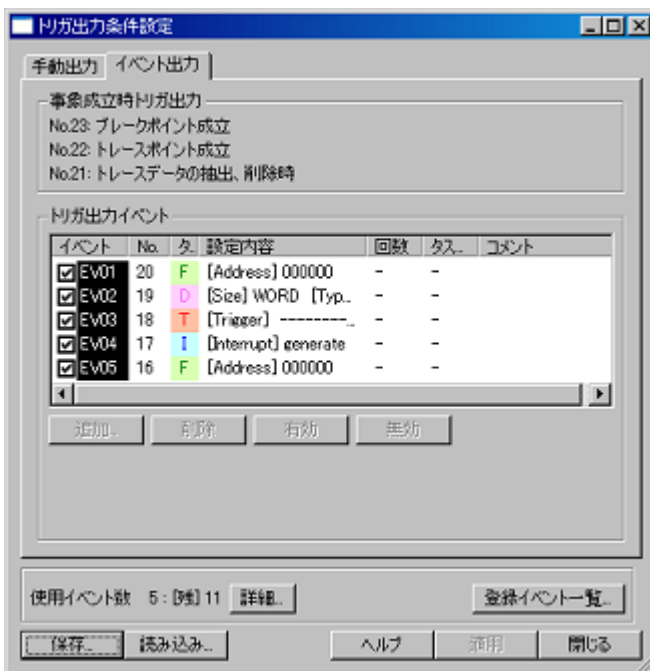 トリガ出力条件設定
手動出力 イベント出力
事象成立時トリガ出力
No.23: ブレークポイント成立
No.22: トレースポイント成立
No.21: トレースデータの抽出、削除時
トリガ出力イベント
イベント No. タ.. 設定内容 回数 タス... コメント
EV01 20 F [Address] 000000 - -
EV02 19 D [Size] WORD [Typ... - -
EV03 18 T [Trigger] --------... - -
EV04 17 I [Interrupt] generate - -
EV05 16 F [Address] 000000 - -
追加... 削除 有効 無効
使用イベント数 5 : [残] 11 詳細... 登録イベント一覧...
保存... 読み込み... ヘルプ 適用 閉じる